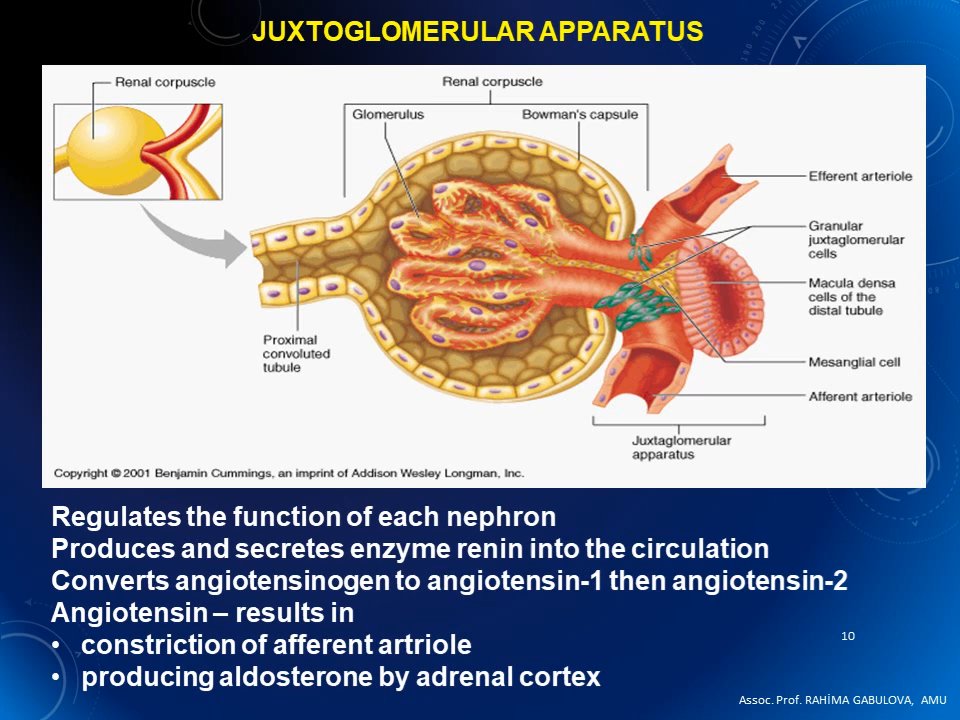 JUXTOGLOMERULAR APPARATUS
Renal corpuscle
Renal corpuscle
Glomerulus
Bowman's capsule
Efferent arteriole
Granular
juxtaglomerular
cells
Macula densa
cells of the
distal tubule
Proximal
convoluted
tubule
Mesanglial cell
Afferent arteriole
Juxtaglomerular
apparatus
Copyright © 2001 Benjamin Cummings, an imprint of Addison Wesley Longman, Inc.
Regulates the function of each nephron
Produces and secretes enzyme renin into the circulation
Converts angiotensinogen to angiotensin-1 then angiotensin-2
Angiotensin – results in
• constriction of afferent artriole
• producing aldosterone by adrenal cortex
10
Assoc. Prof. RAHİMA GABULOVA, AMU